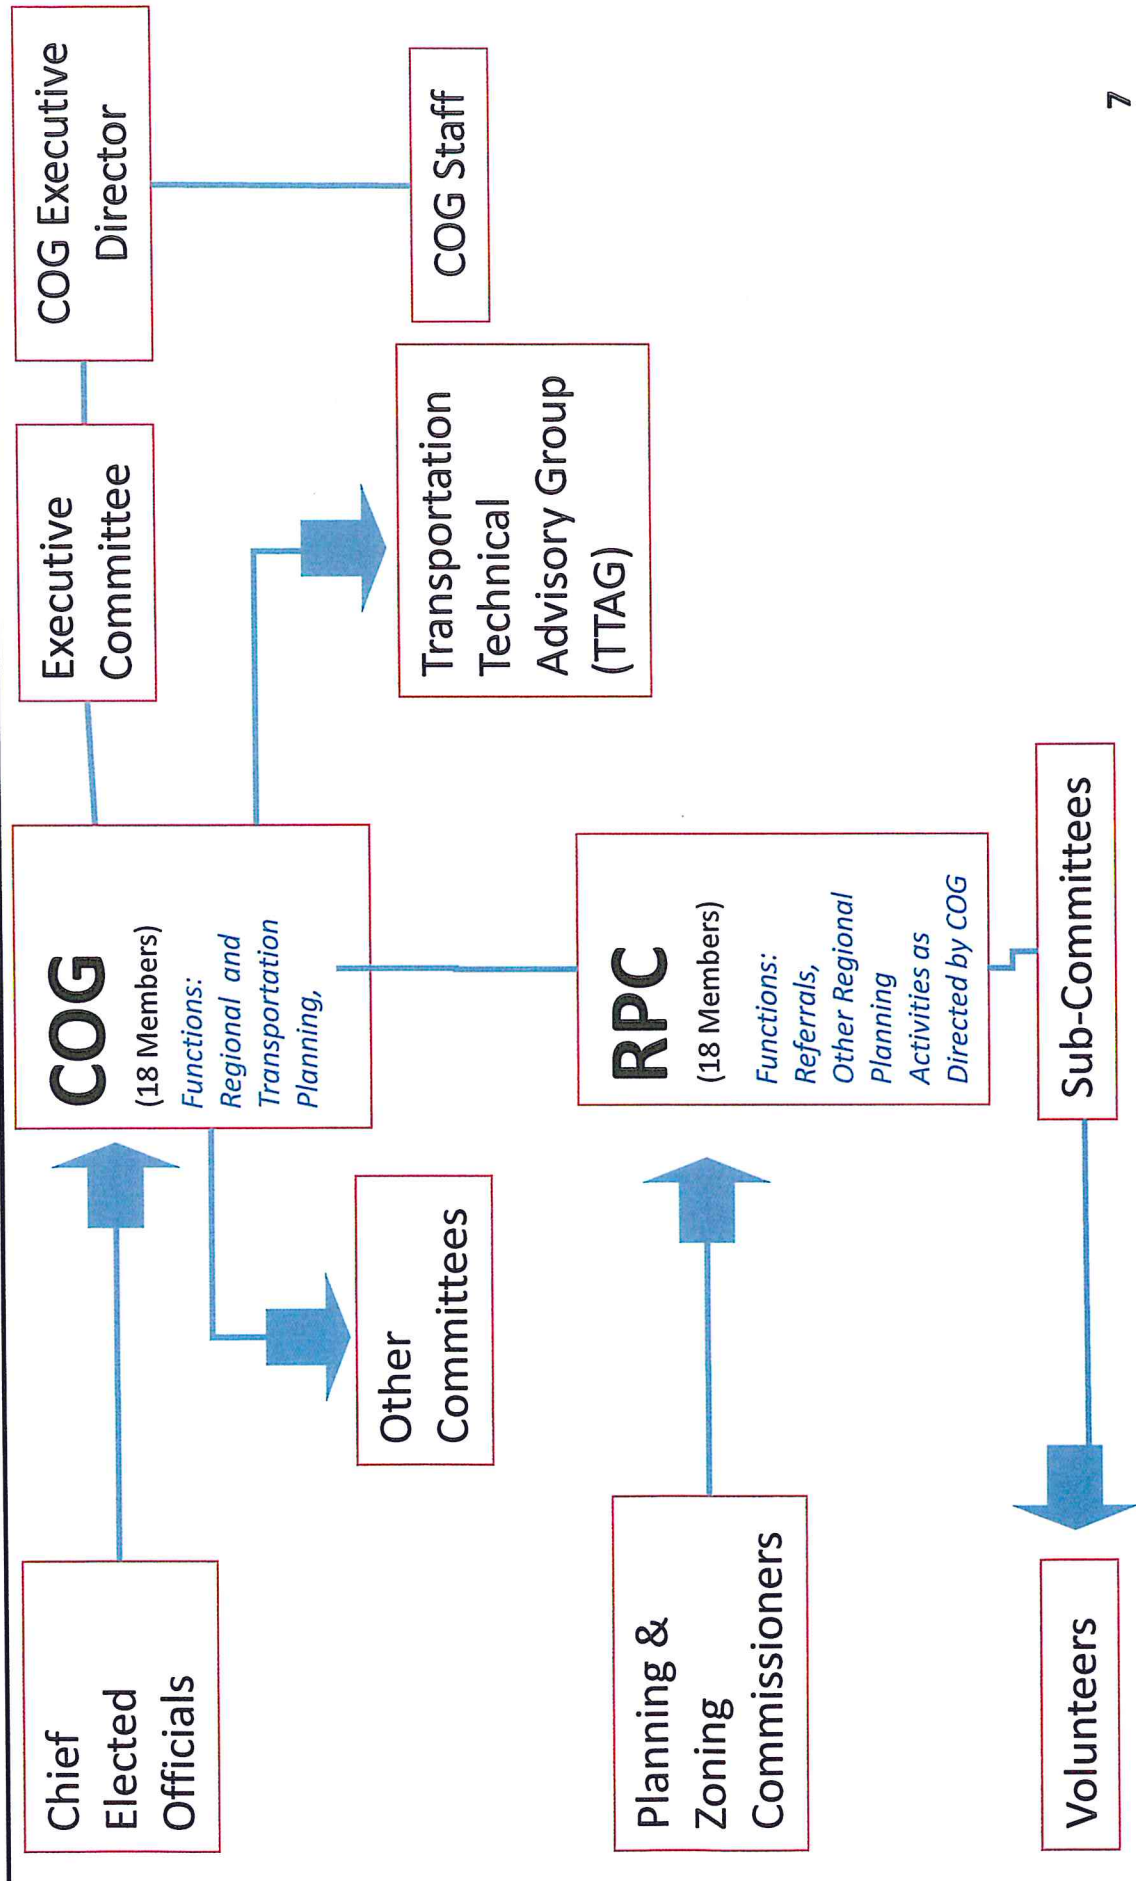 Chief
Elected
Officials
COG
(18 Members)
Functions:
Regional and
Transportation
Planning,
Executive
Committee
COG Executive
Director
Other
Committees
Transportation
Technical
Advisory Group
(TTAG)
COG Staff
Planning &
Zoning
Commissioners
RPC
(18 Members)
Functions:
Referrals,
Other Regional
Planning
Activities as
Directed by COG
Volunteers
Sub-Committees
7